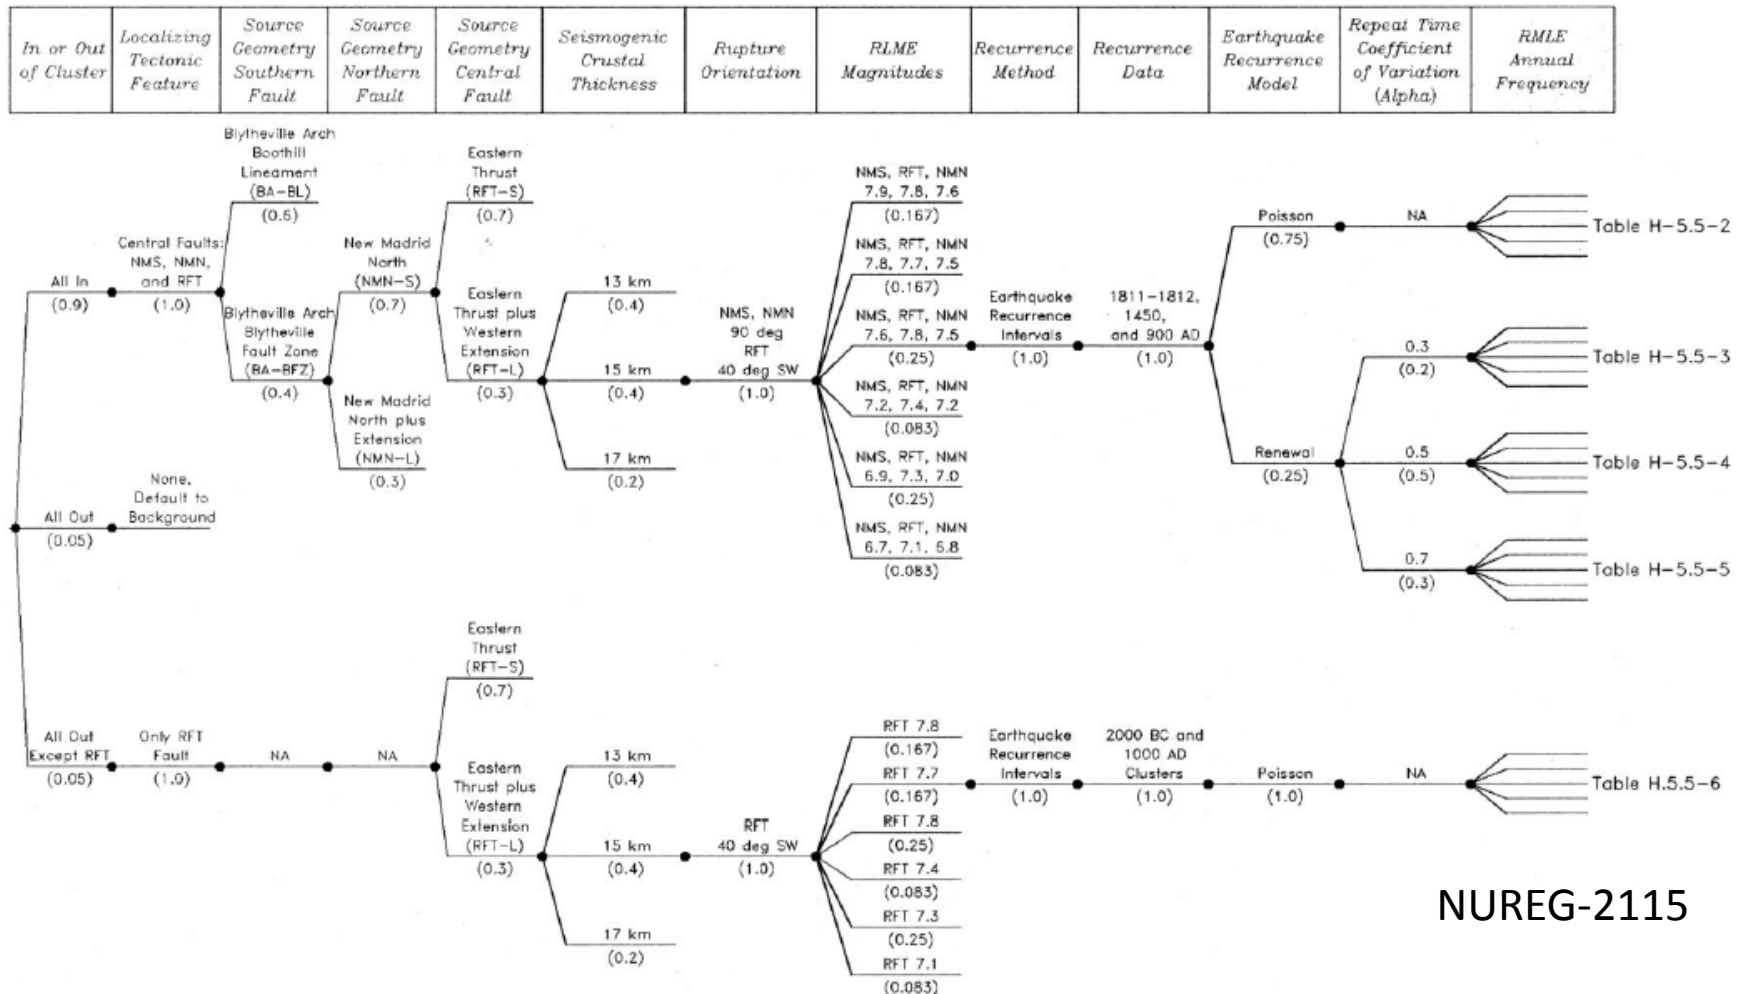 In or Out
of Cluster
Localizing
Tectonic
Feature
Source
Geometry
Southern
Fault
Source
Geometry
Northern
Fault
Source
Geometry
Central
Fault
Seismogenic
Crustal
Thickness
Rupture
Orientation
RLME
Magnitudes
Recurrence
Method
Recurrence
Data
Earthquake
Recurrence
Model
Repeat Time
Coefficient
of Variation
(Alpha)
RMLE
Annual
Frequency
All In
(0.9)
Central Faults:
NMS, NMN,
and RFT
(1.0)
Blytheville Arch
Boothill
Lineament
(BA-BL)
(0.6)
Blytheville Arch
Blytheville
Fault Zone
(BA-BFZ)
(0.4)
New Madrid
North
(NMN-S)
(0.7)
New Madrid
North plus
Extension
(NMN-L)
(0.3)
Eastern
Thrust
(RFT-S)
(0.7)
Eastern
Thrust plus
Western
Extension
(RFT-L)
(0.3)
13 km
(0.4)
15 km
(0.4)
17 km
(0.2)
NMS, NMN
90 deg
RFT
40 deg SW
(1.0)
NMS, RFT, NMN
7.9, 7.8, 7.6
(0.167)
NMS, RFT, NMN
7.8, 7.7, 7.5
(0.167)
NMS, RFT, NMN
7.6, 7.8, 7.5
(0.25)
NMS, RFT, NMN
7.2, 7.4, 7.2
(0.083)
NMS, RFT, NMN
6.9, 7.3, 7.0
(0.25)
NMS, RFT, NMN
6.7, 7.1, 6.8
(0.083)
Earthquake
Recurrence
Intervals
(1.0)
1811-1812,
1450,
and 900 AD
(1.0)
Poisson
(0.75)
NA
Table H-5.5-2
Renewal
(0.25)
0.3
(0.2)
Table H-5.5-3
0.5
(0.5)
Table H-5.5-4
0.7
(0.3)
Table H-5.5-5
All Out
(0.05)
None,
Default to
Background
All Out
Except RFT
(0.05)
Only RFT
Fault
(1.0)
NA
NA
Eastern
Thrust
(RFT-S)
(0.7)
Eastern
Thrust plus
Western
Extension
(RFT-L)
(0.3)
13 km
(0.4)
15 km
(0.4)
17 km
(0.2)
RFT
40 deg SW
(1.0)
RFT 7.8
(0.167)
RFT 7.7
(0.167)
RFT 7.8
(0.25)
RFT 7.4
(0.083)
RFT 7.3
(0.25)
RFT 7.1
(0.083)
Earthquake
Recurrence
Intervals
(1.0)
2000 BC and
1000 AD
Clusters
(1.0)
Poisson
(1.0)
NA
Table H.5.5-6
NUREG-2115